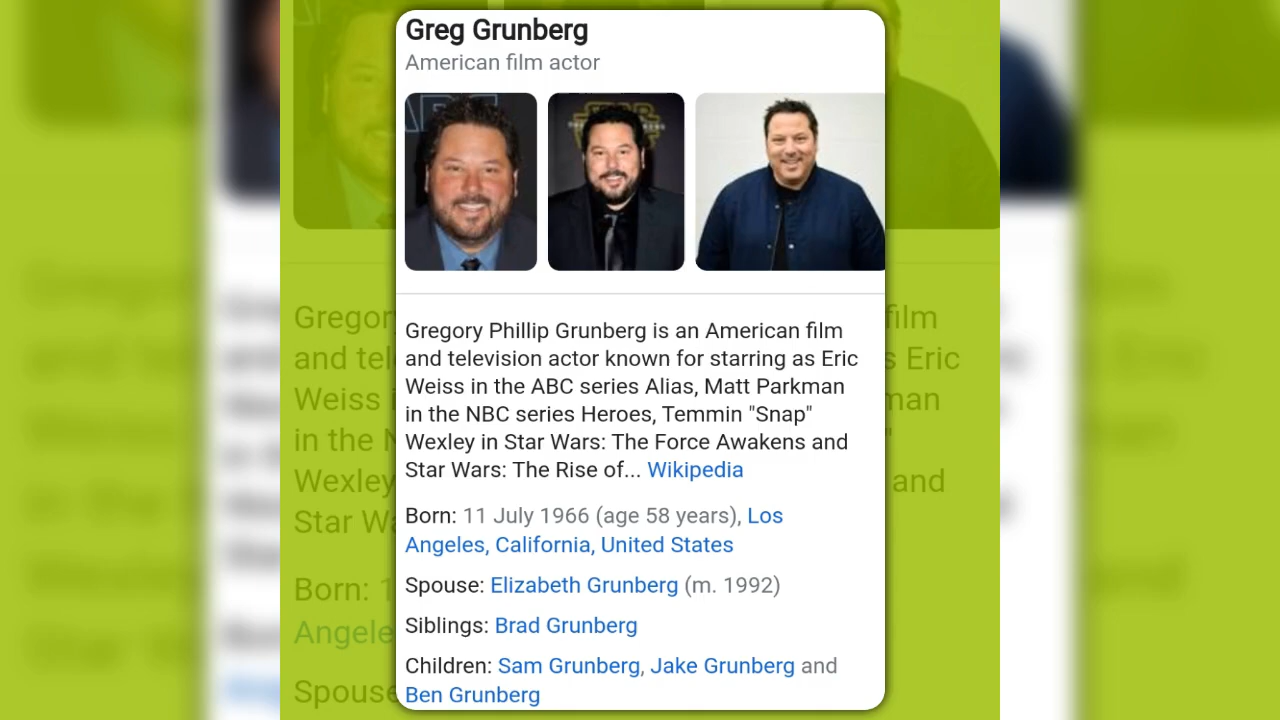 Greg Grunberg
American film actor
Gregory Phillip Grunberg is an American film
and television actor known for starring as Eric
Weiss in the ABC series Alias, Matt Parkman
in the NBC series Heroes, Temmin "Snap"
Wexley in Star Wars: The Force Awakens and
Star Wars: The Rise of... Wikipedia
Born: 11 July 1966 (age 58 years), Los
Angeles, California, United States
Spouse: Elizabeth Grunberg (m. 1992)
Siblings: Brad Grunberg
Children: Sam Grunberg, Jake Grunberg and
Ben Grunberg